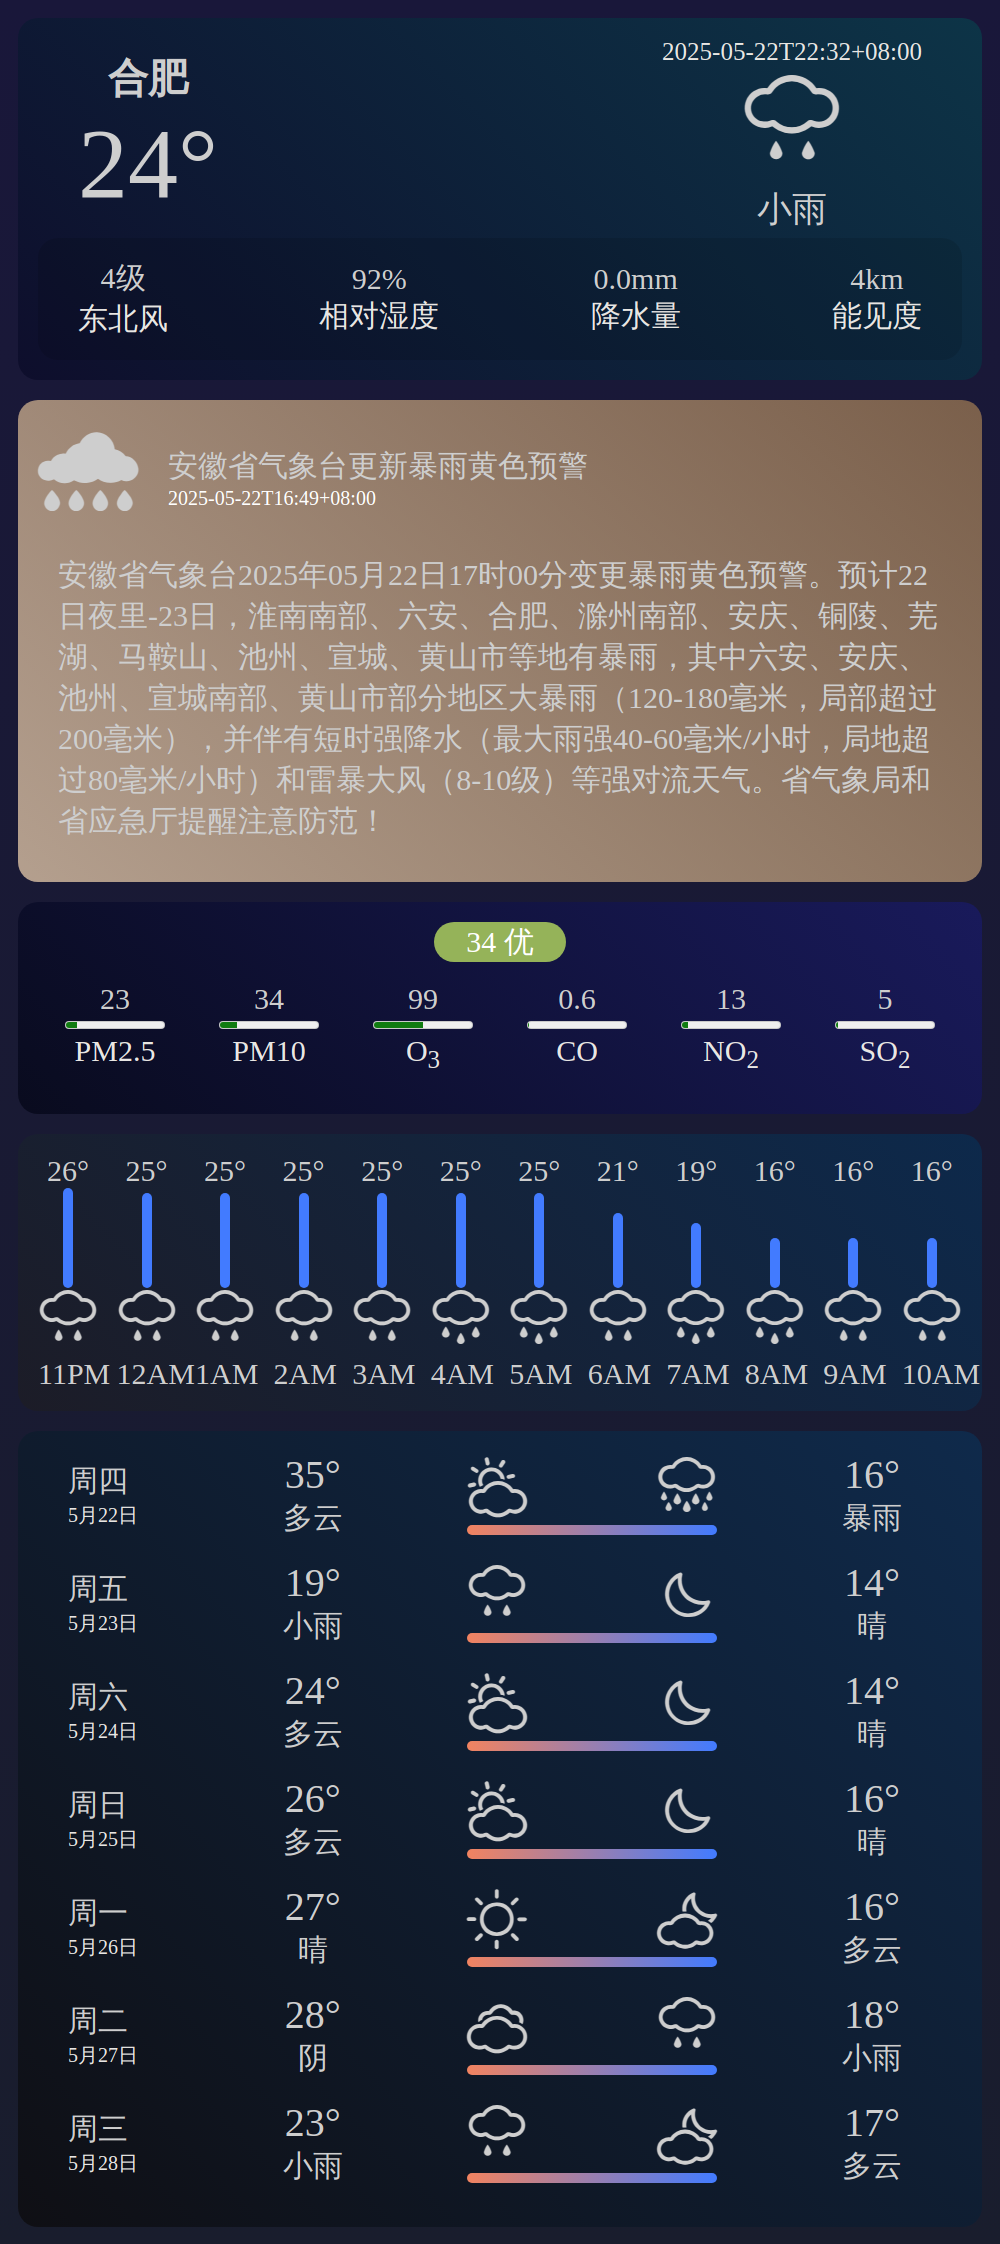 合肥
24°
2025-05-22T22:32+08:00
小雨
4级 92% 0.0mm 4km
东北风 相对湿度 降水量 能见度
安徽省气象台更新暴雨黄色预警
2025-05-22T16:49+08:00
安徽省气象台2025年05月22日17时00分变更暴雨黄色预警。预计22
日夜里-23日，淮南南部、六安、合肥、滁州南部、安庆、铜陵、芜
湖、马鞍山、池州、宣城、黄山市等地有暴雨，其中六安、安庆、
池州、宣城南部、黄山市部分地区大暴雨（120-180毫米，局部超过
200毫米），并伴有短时强降水（最大雨强40-60毫米/小时，局地超
过80毫米/小时）和雷暴大风（8-10级）等强对流天气。省气象局和
省应急厅提醒注意防范！
34 优
23 34 99 0.6 13 5
PM2.5 PM10 O3 CO NO2 SO2
26° 25° 25° 25° 25° 25° 25° 21° 19° 16° 16° 16°
11PM 12AM 1AM 2AM 3AM 4AM 5AM 6AM 7AM 8AM 9AM 10AM
周四 35° 16°
5月22日 多云 暴雨
周五 19° 14°
5月23日 小雨 晴
周六 24° 14°
5月24日 多云 晴
周日 26° 16°
5月25日 多云 晴
周一 27° 16°
5月26日 晴 多云
周二 28° 18°
5月27日 阴 小雨
周三 23° 17°
5月28日 小雨 多云